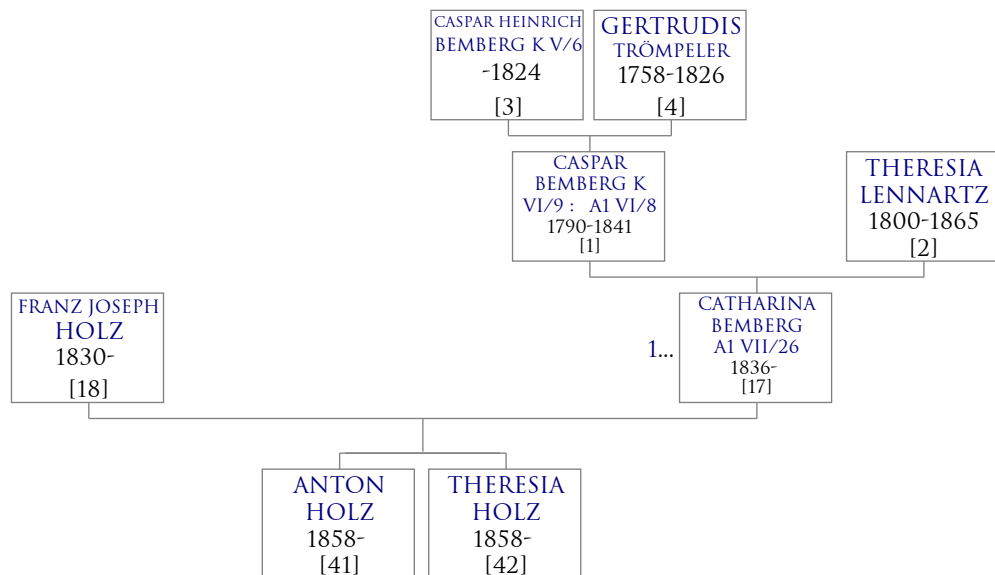 CASPAR HEINRICH
BEMBERG K V/6
-1824
[3]
GERTRUDIS
TRÖMPELER
1758-1826
[4]
CASPAR
BEMBERG K
VI/9 : A1 VI/8
1790-1841
[1]
THERESIA
LENNARTZ
1800-1865
[2]
FRANZ JOSEPH
HOLZ
1830-
[18]
1...
CATHARINA
BEMBERG
A1 VII/26
1836-
[17]
ANTON
HOLZ
1858-
[41]
THERESIA
HOLZ
1858-
[42]